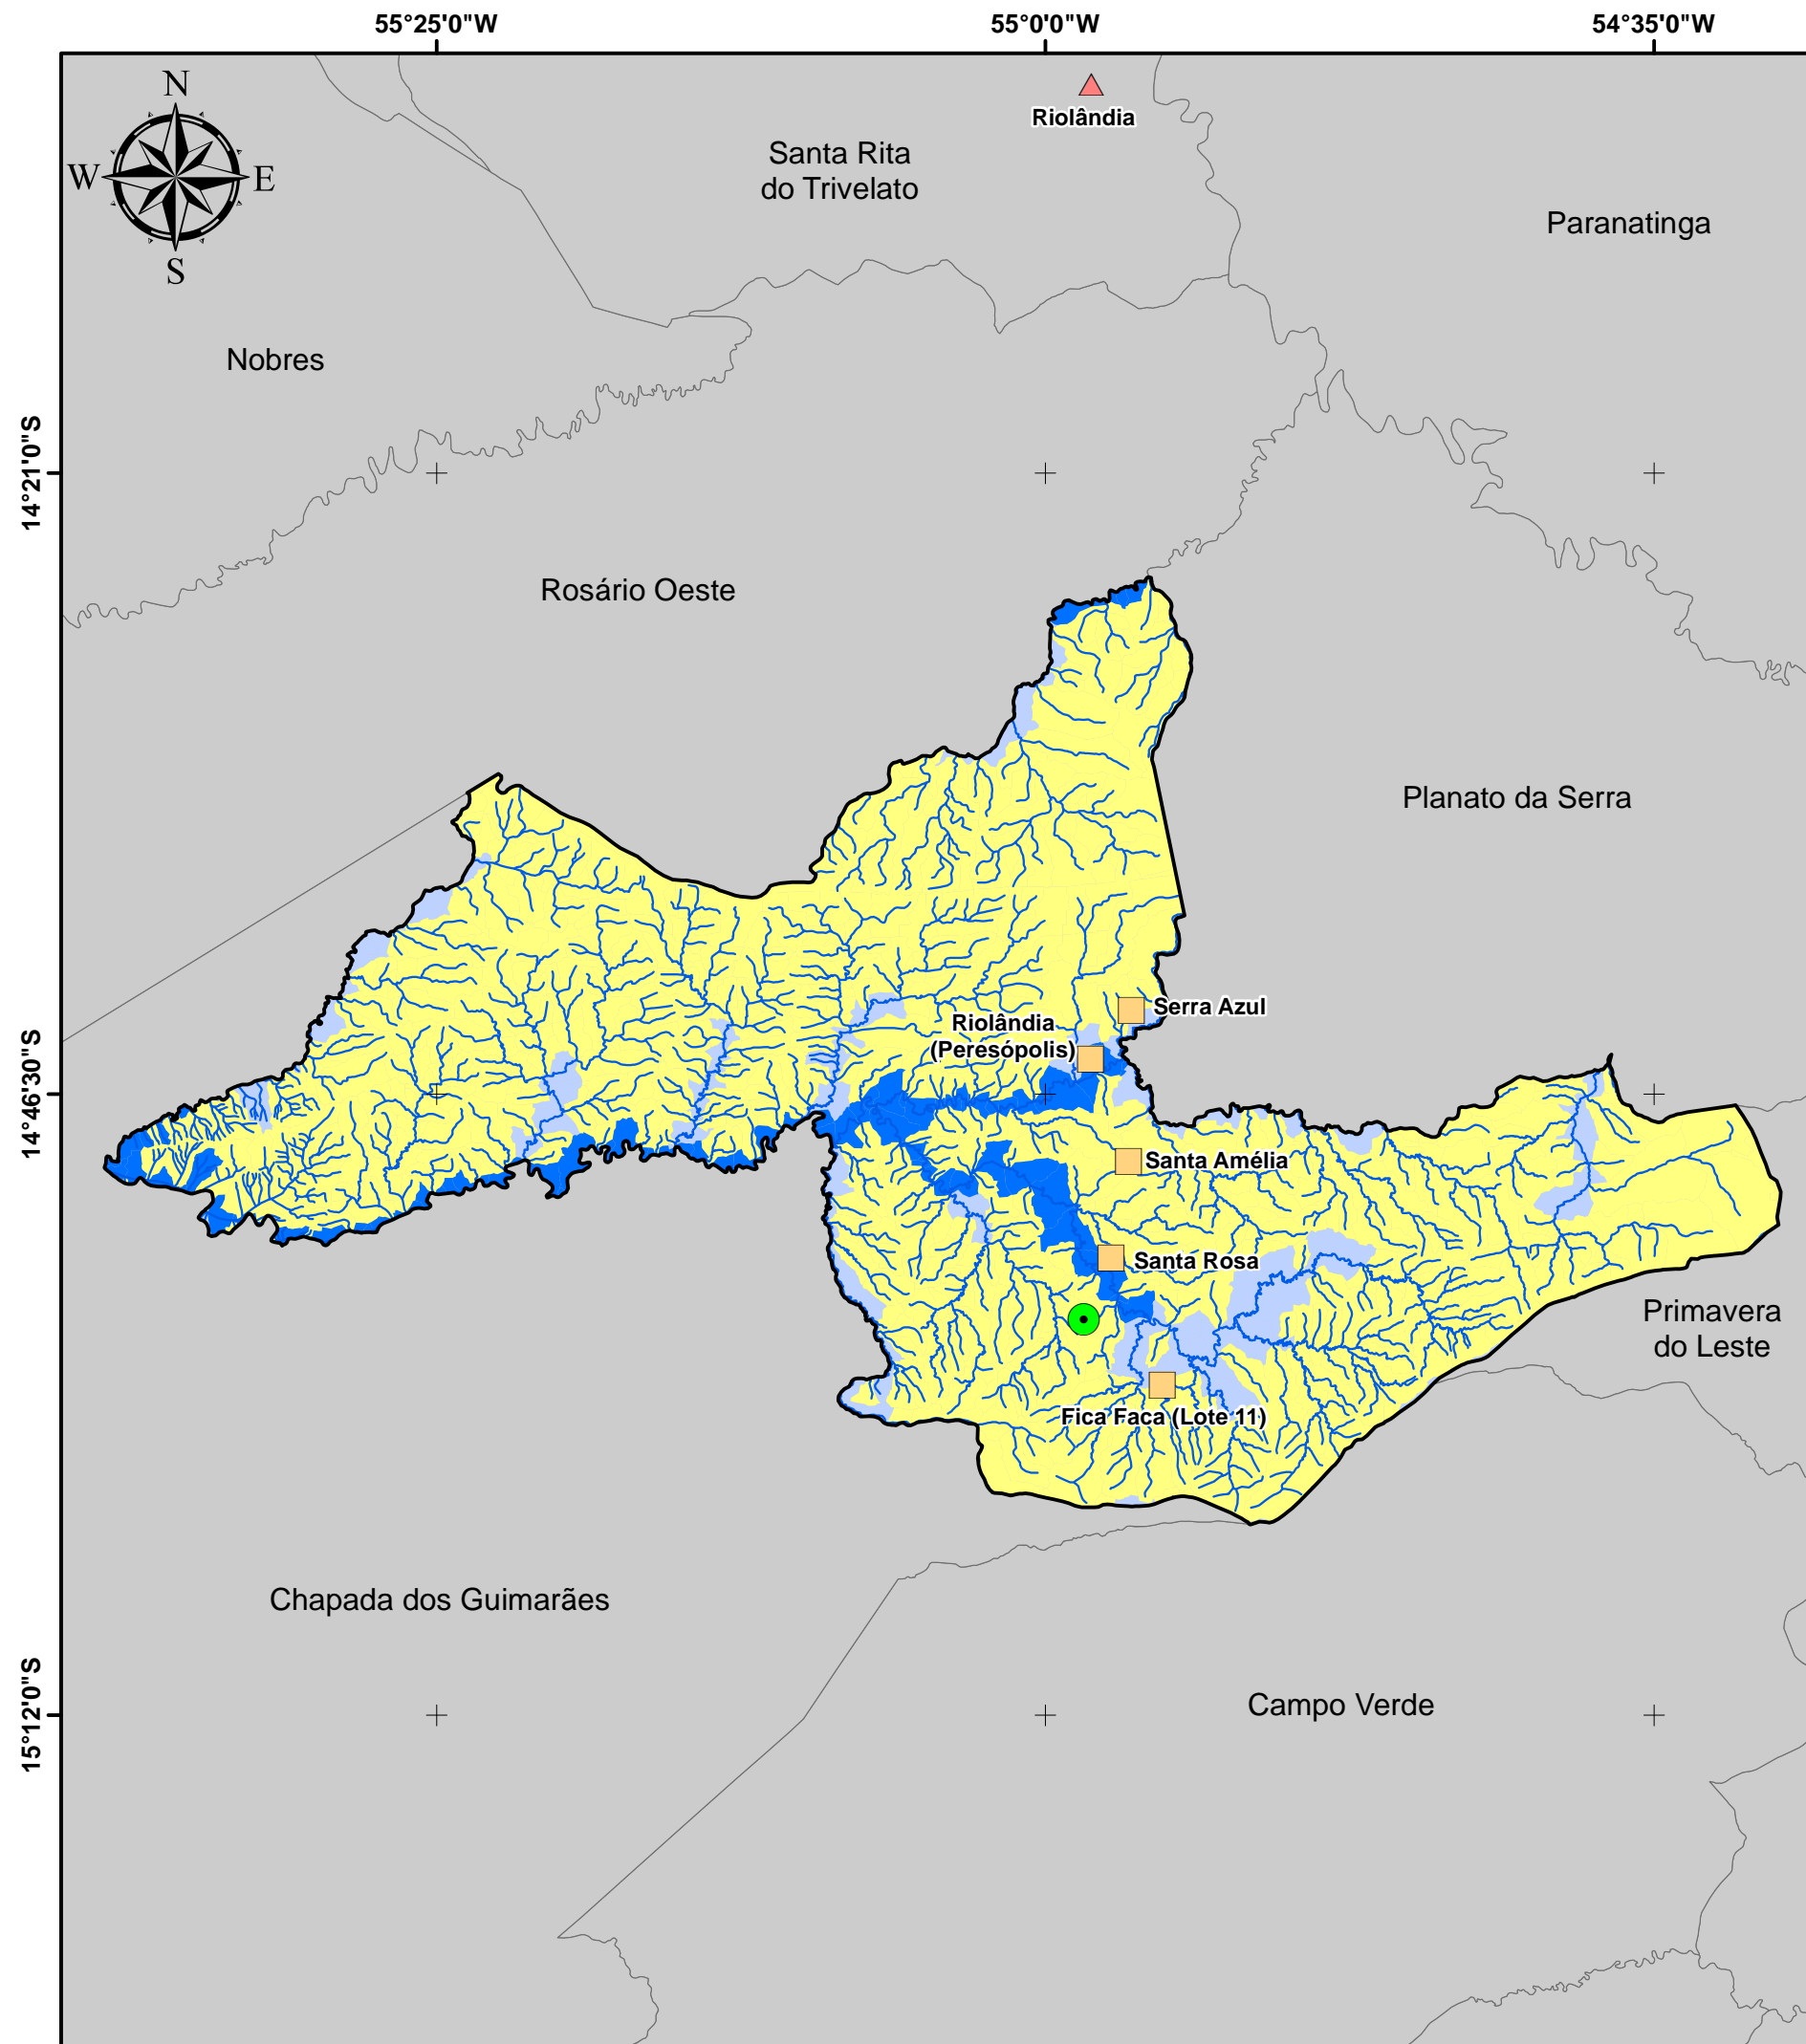 55°25'0"W
55°0'0"W
54°35'0"W
N
W
E
S
Riolândia
Santa Rita
do Trivelato
Paranatinga
Nobres
14°21'0"S
Rosário Oeste
Planato da Serra
Serra Azul
Riolândia
(Peresópolis)
14°46'30"S
Santa Amélia
Santa Rosa
Primavera
do Leste
Fica Faca (Lote 11)
Chapada dos Guimarães
15°12'0"S
Campo Verde